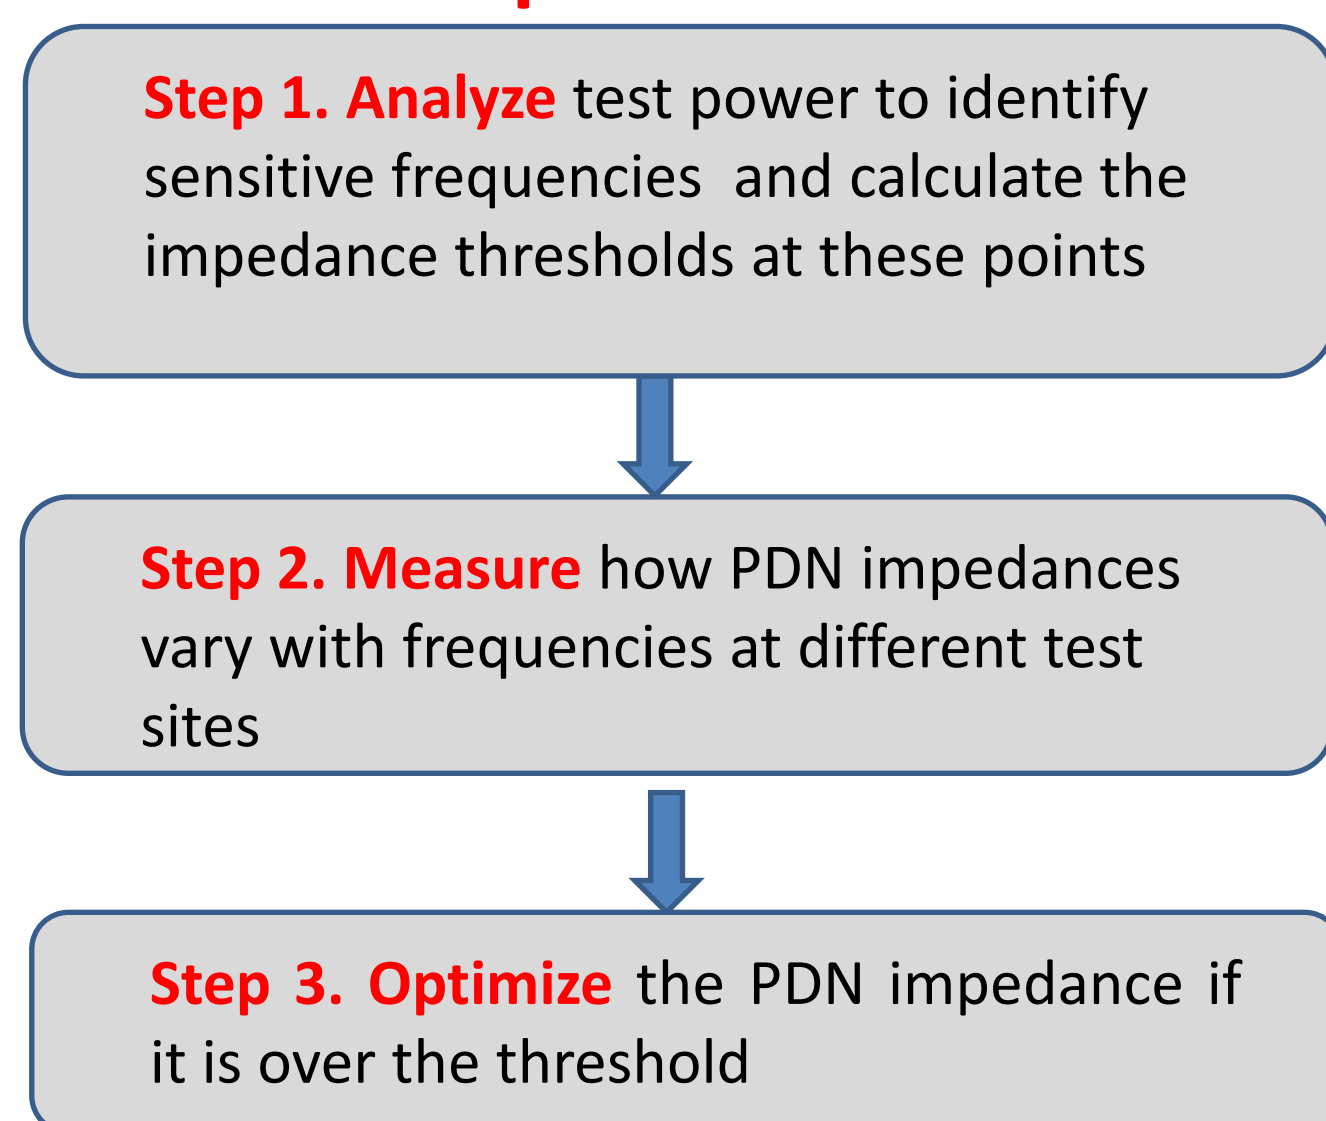 Step 1. Analyze test power to identify
sensitive frequencies  and calculate the
impedance thresholds at these points
Step 2. Measure how PDN impedances
vary with frequencies at different test
sites
Step 3. Optimize the PDN impedance if
it is over the threshold